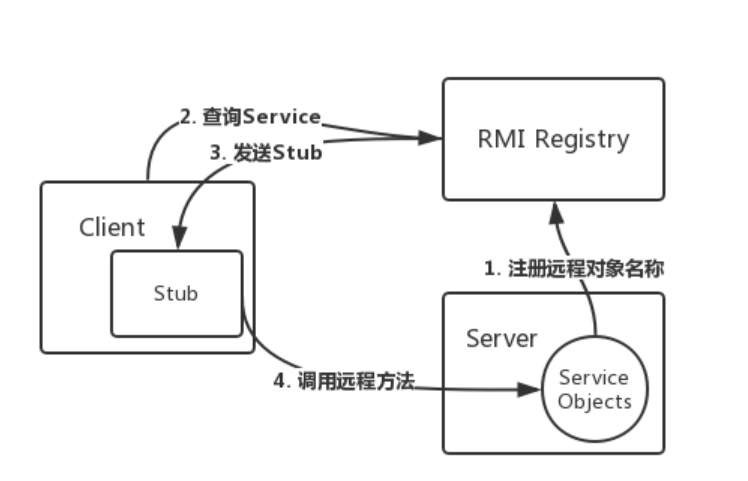 2. 查询Service
RMI Registry
3. 发送Stub
Client
1. 注册远程对象名称
Stub
Server
4. 调用远程方法
Service
Objects